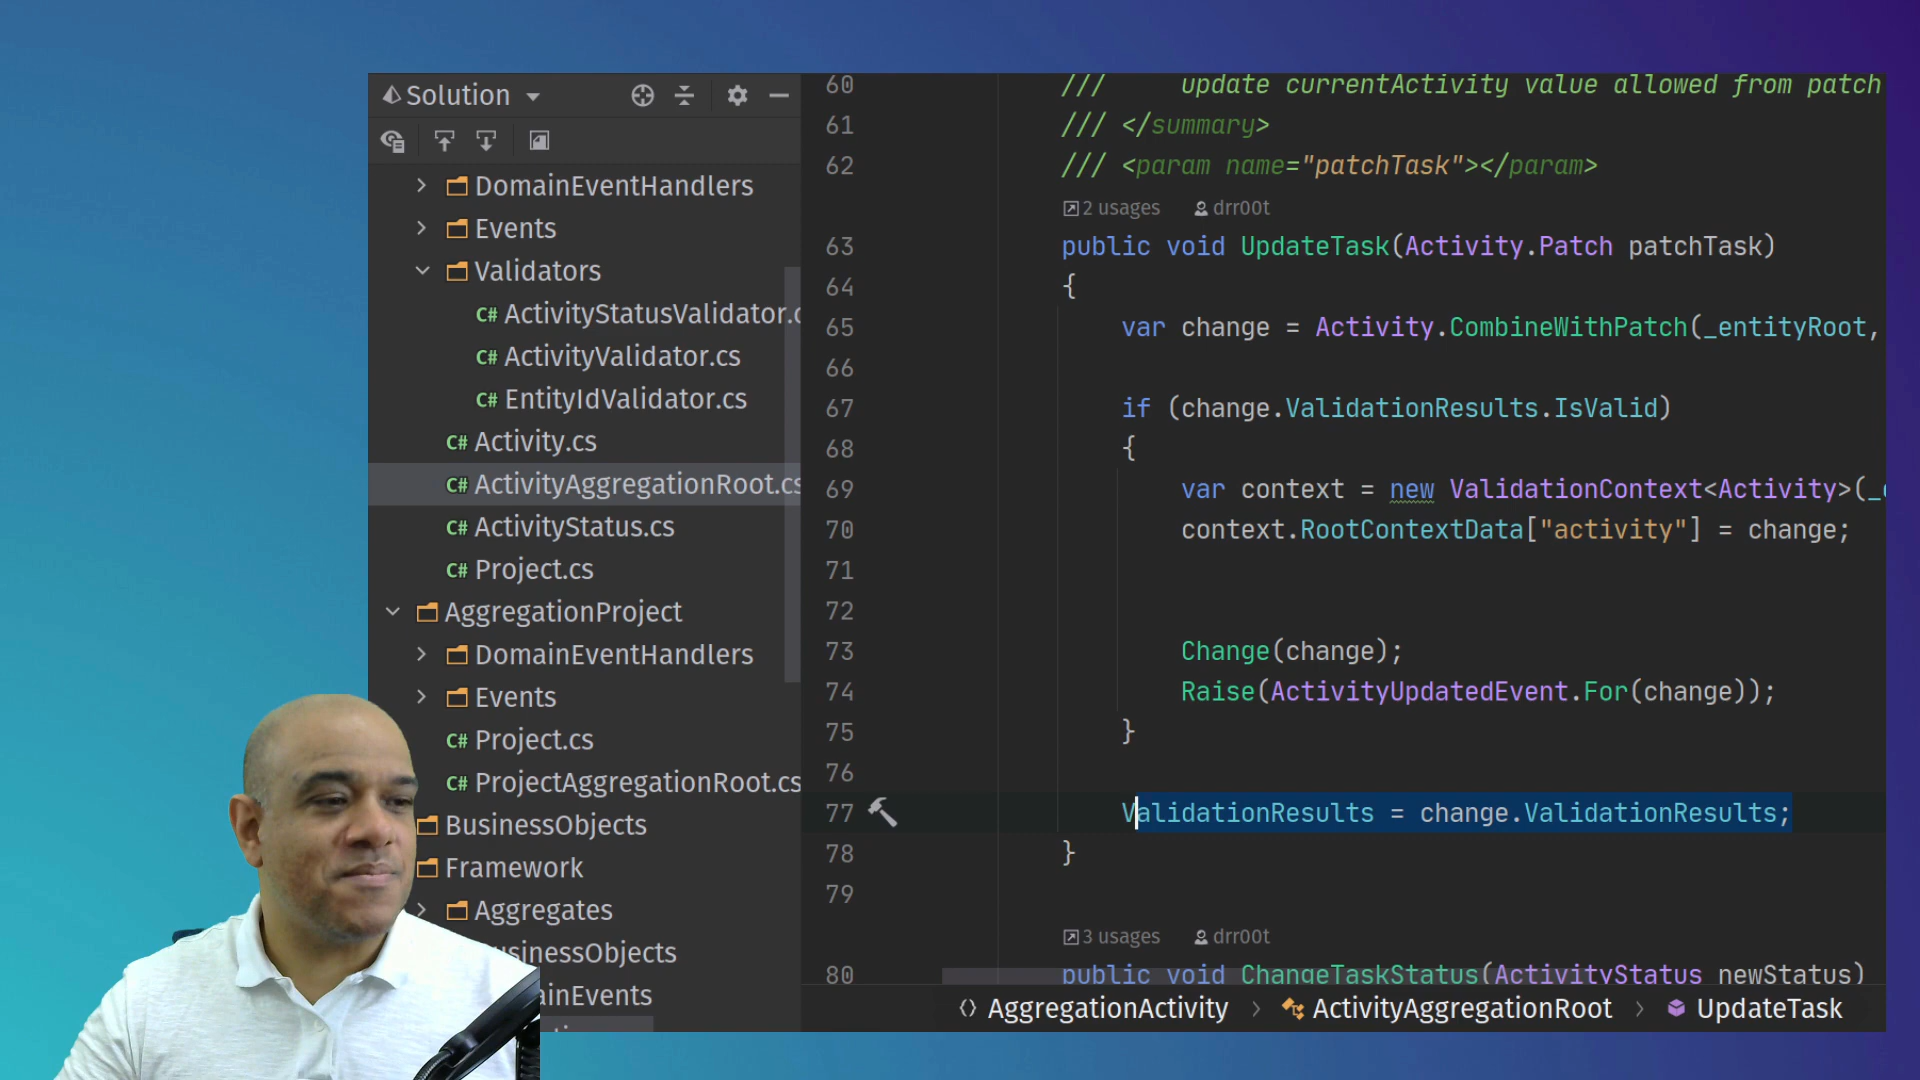 Solution
DomainEventHandlers
Events
Validators
C# ActivityStatusValidator.c
C# ActivityValidator.cs
C# EntityIdValidator.cs
C# Activity.cs
C# ActivityAggregationRoot.cs
C# ActivityStatus.cs
C# Project.cs
AggregationProject
DomainEventHandlers
Events
C# Project.cs
C# ProjectAggregationRoot.cs
BusinessObjects
Framework
Aggregates
usinessObjects
ainEvents
60 /// update currentActivity value allowed from patch
61 /// </summary>
62 /// <param name="patchTask"></param>
2 usages drr00t
63 public void UpdateTask(Activity.Patch patchTask)
64 {
65 var change = Activity.CombineWithPatch(_entityRoot,
66
67 if (change.ValidationResults.IsValid)
68 {
69 var context = new ValidationContext<Activity>(_
70 context.RootContextData["activity"] = change;
71
72
73 Change(change);
74 Raise(ActivityUpdatedEvent.For(change));
75 }
76
77 ValidationResults = change.ValidationResults;
78 }
79
3 usages drr00t
80 public void ChangeTaskStatus(ActivityStatus newStatus)
AggregationActivity > ActivityAggregationRoot > UpdateTask